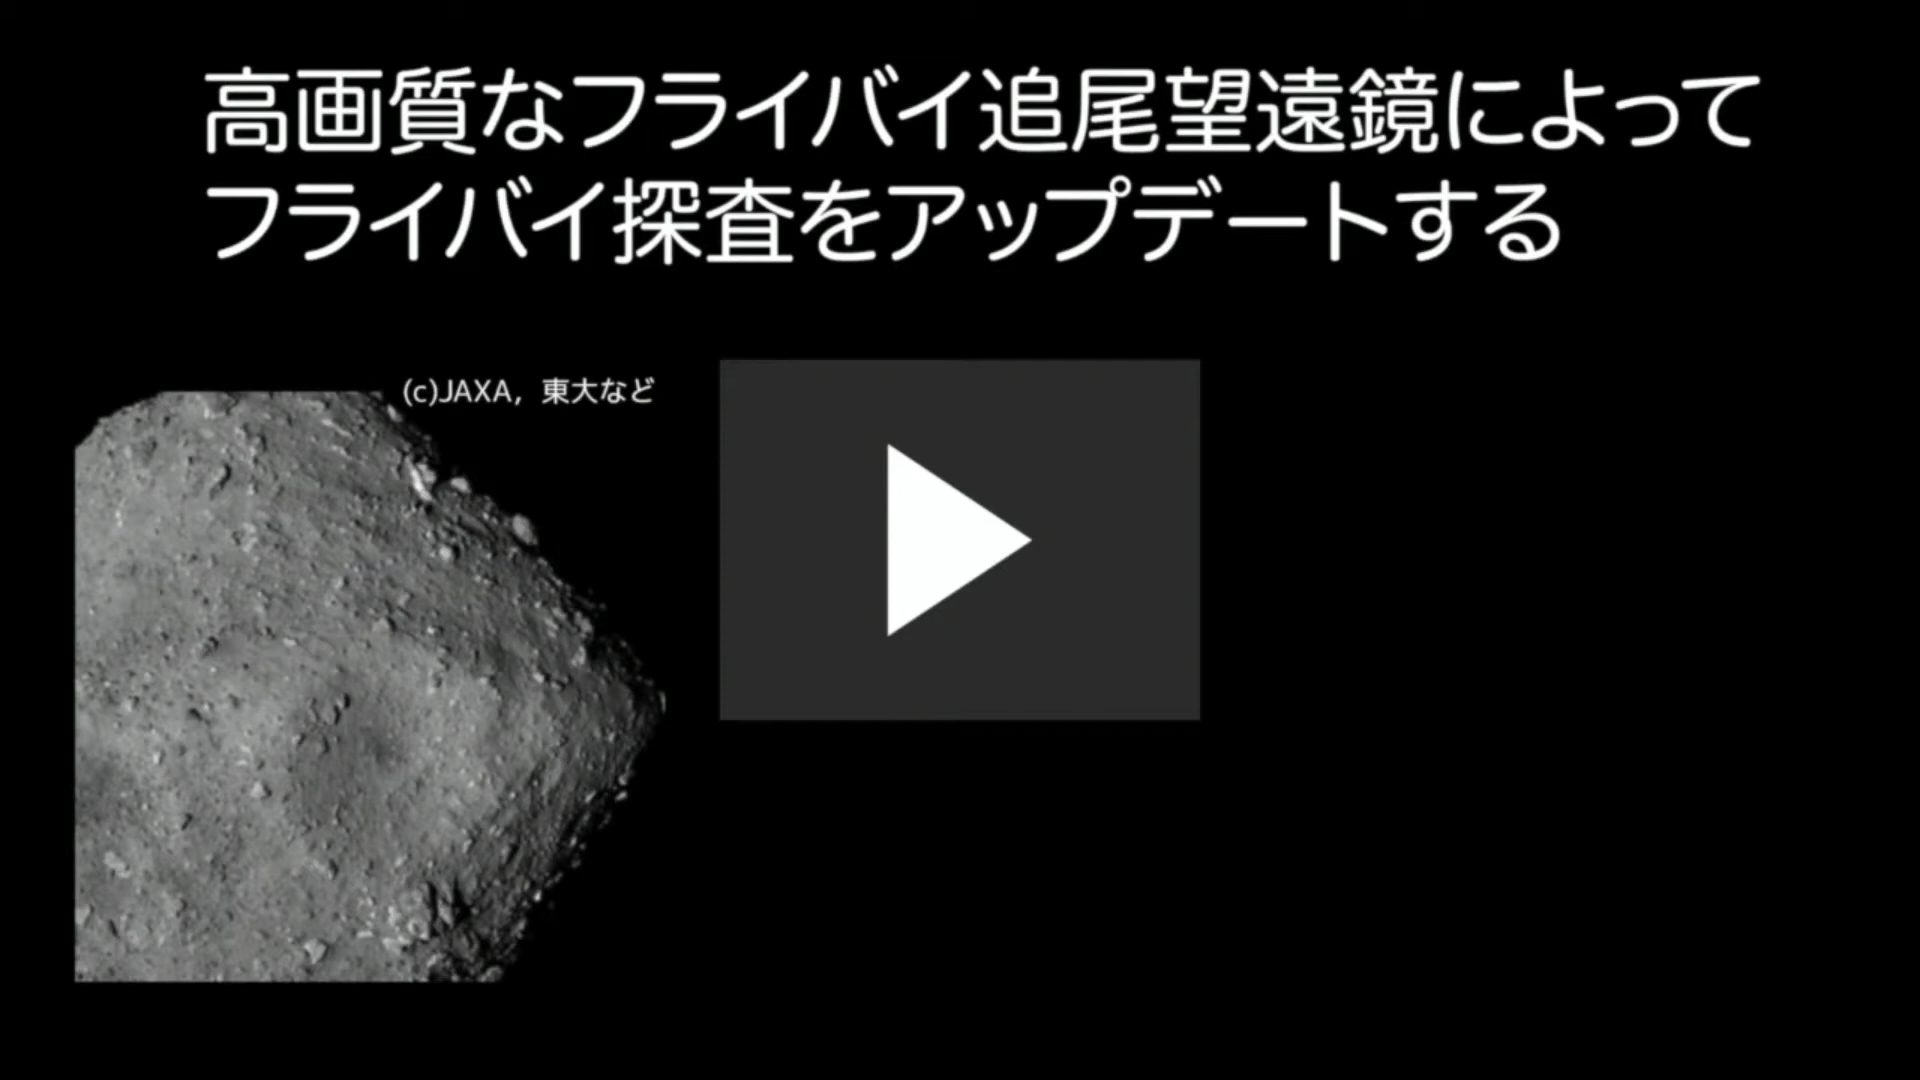 高画質なフライバイ追尾望遠鏡によって
フライバイ探査をアップデートする
(c)JAXA，東大など